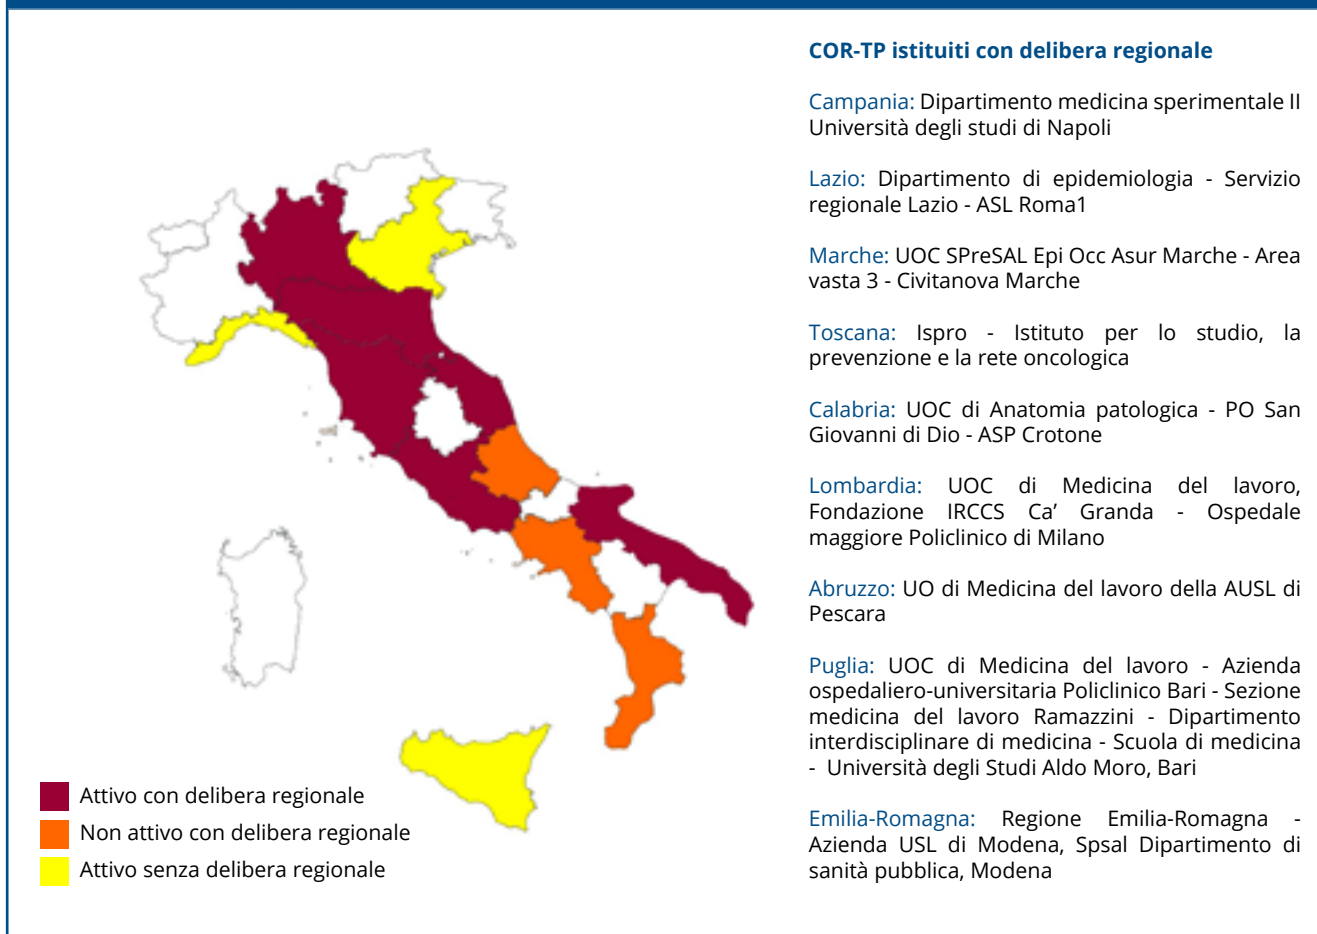 COR-TP istituiti con delibera regionale
Campania: Dipartimento medicina sperimentale II
Università degli studi di Napoli
Lazio: Dipartimento di epidemiologia - Servizio
regionale Lazio - ASL Roma1
Marche: UOC SPreSAL Epi Occ Asur Marche - Area
vasta 3 - Civitanova Marche
Toscana: Ispro - Istituto per lo studio, la
prevenzione e la rete oncologica
Calabria: UOC di Anatomia patologica - PO San
Giovanni di Dio - ASP Crotone
Lombardia: UOC di Medicina del lavoro,
Fondazione IRCCS Ca’ Granda - Ospedale
maggiore Policlinico di Milano
Abruzzo: UO di Medicina del lavoro della AUSL di
Pescara
Puglia: UOC di Medicina del lavoro - Azienda
ospedaliero-universitaria Policlinico Bari - Sezione
medicina del lavoro Ramazzini - Dipartimento
interdisciplinare di medicina - Scuola di medicina
- Università degli Studi Aldo Moro, Bari
Emilia-Romagna: Regione Emilia-Romagna -
Azienda USL di Modena, Spsal Dipartimento di
sanità pubblica, Modena
Attivo con delibera regionale
Non attivo con delibera regionale
Attivo senza delibera regionale